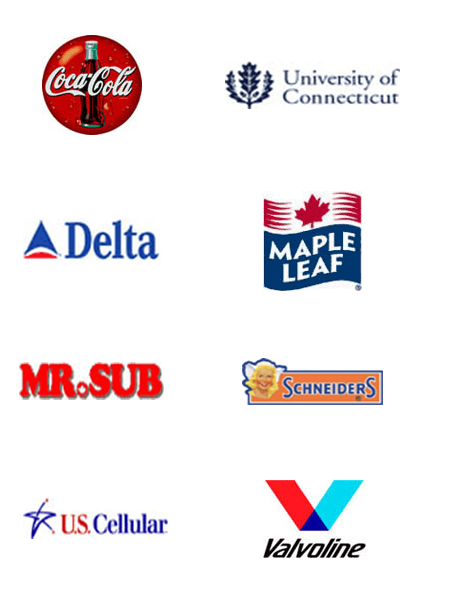 Coca-Cola
University of
Connecticut
Delta
MAPLE
LEAF
®
MR. SUB
SCHNEIDERS
®
U.S. Cellular
Valvoline